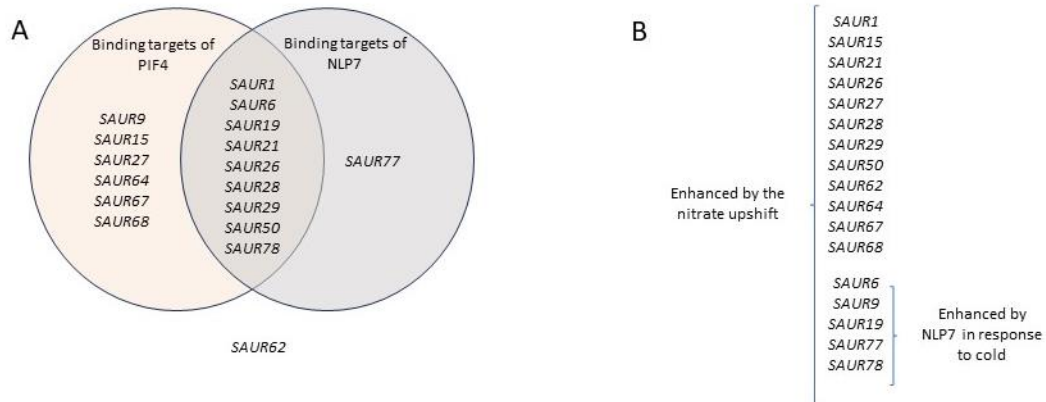 A
Binding targets of
PIF4
SAUR9
SAUR15
SAUR27
SAUR64
SAUR67
SAUR68
SAUR1
SAUR6
SAUR19
SAUR21
SAUR26
SAUR28
SAUR29
SAUR50
SAUR78
Binding targets of
NLP7
SAUR77
SAUR62
B
Enhanced by the
nitrate upshift
SAUR1
SAUR15
SAUR21
SAUR26
SAUR27
SAUR28
SAUR29
SAUR50
SAUR62
SAUR64
SAUR67
SAUR68
SAUR6
SAUR9
SAUR19
SAUR77
SAUR78
Enhanced by
NLP7 in response
to cold